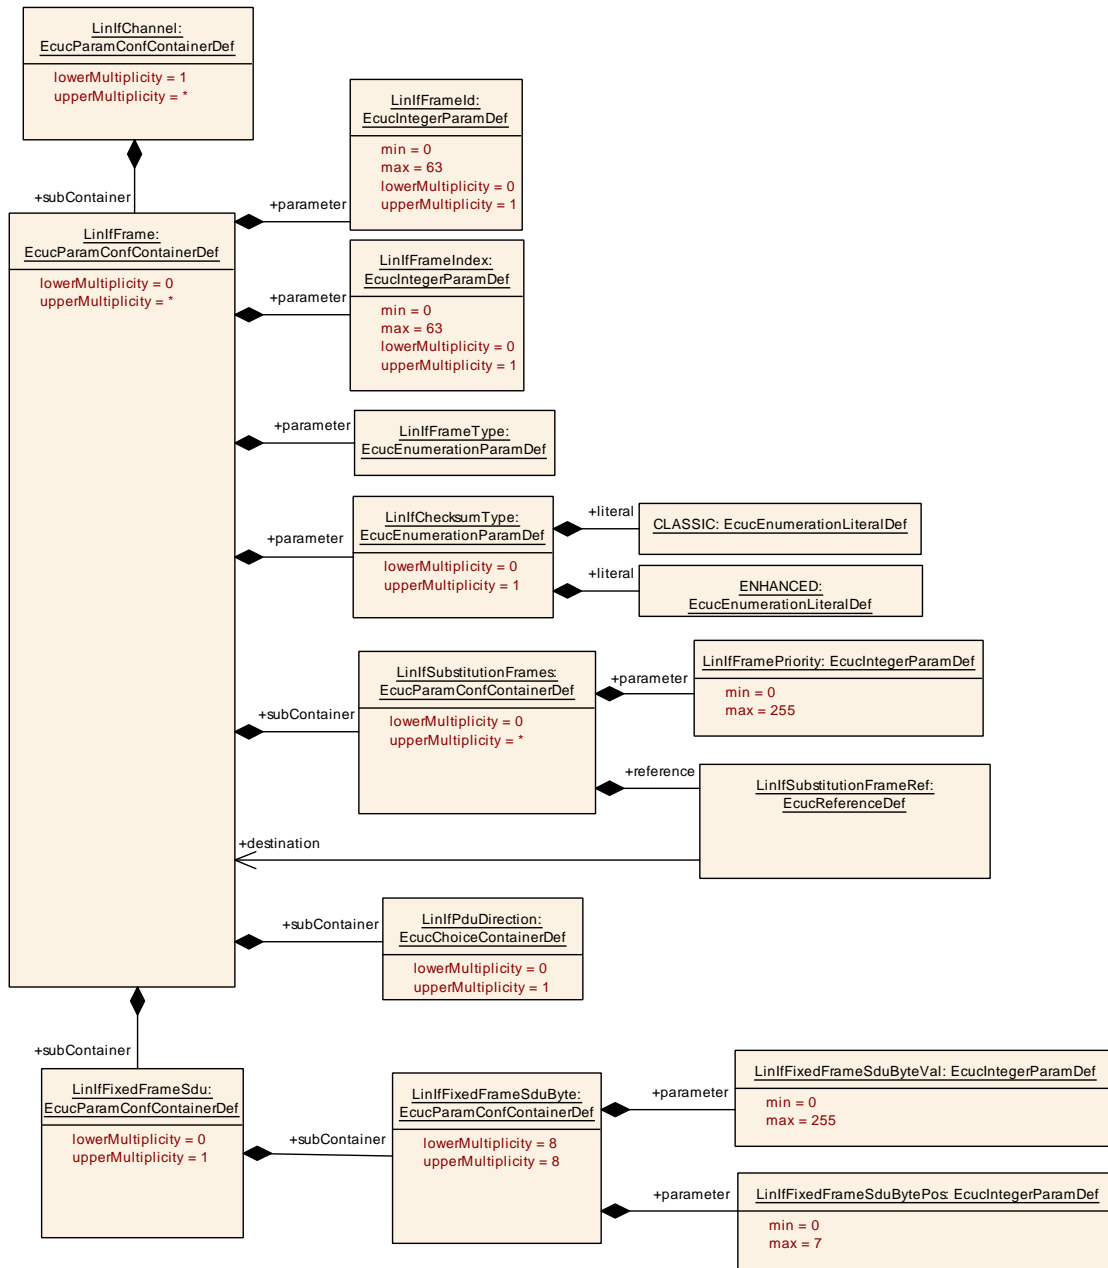 LinIfChannel:
EcucParamConfContainerDef
lowerMultiplicity = 1
upperMultiplicity = *
+subContainer
LinIfFrame:
EcucParamConfContainerDef
lowerMultiplicity = 0
upperMultiplicity = *
+parameter
LinIfFrameId:
EcucIntegerParamDef
min = 0
max = 63
lowerMultiplicity = 0
upperMultiplicity = 1
+parameter
LinIfFrameIndex:
EcucIntegerParamDef
min = 0
max = 63
lowerMultiplicity = 0
upperMultiplicity = 1
+parameter
LinIfFrameType:
EcucEnumerationParamDef
+parameter
LinIfChecksumType:
EcucEnumerationParamDef
lowerMultiplicity = 0
upperMultiplicity = 1
+literal
CLASSIC: EcucEnumerationLiteralDef
+literal
ENHANCED:
EcucEnumerationLiteralDef
+subContainer
LinIfSubstitutionFrames:
EcucParamConfContainerDef
lowerMultiplicity = 0
upperMultiplicity = *
+parameter
LinIfFramePriority: EcucIntegerParamDef
min = 0
max = 255
+reference
LinIfSubstitutionFrameRef:
EcucReferenceDef
+destination
+subContainer
LinIfPduDirection:
EcucChoiceContainerDef
lowerMultiplicity = 0
upperMultiplicity = 1
+subContainer
LinIfFixedFrameSdu:
EcucParamConfContainerDef
lowerMultiplicity = 0
upperMultiplicity = 1
+subContainer
LinIfFixedFrameSduByte:
EcucParamConfContainerDef
lowerMultiplicity = 8
upperMultiplicity = 8
+parameter
LinIfFixedFrameSduByteVal: EcucIntegerParamDef
min = 0
max = 255
+parameter
LinIfFixedFrameSduBytePos: EcucIntegerParamDef
min = 0
max = 7